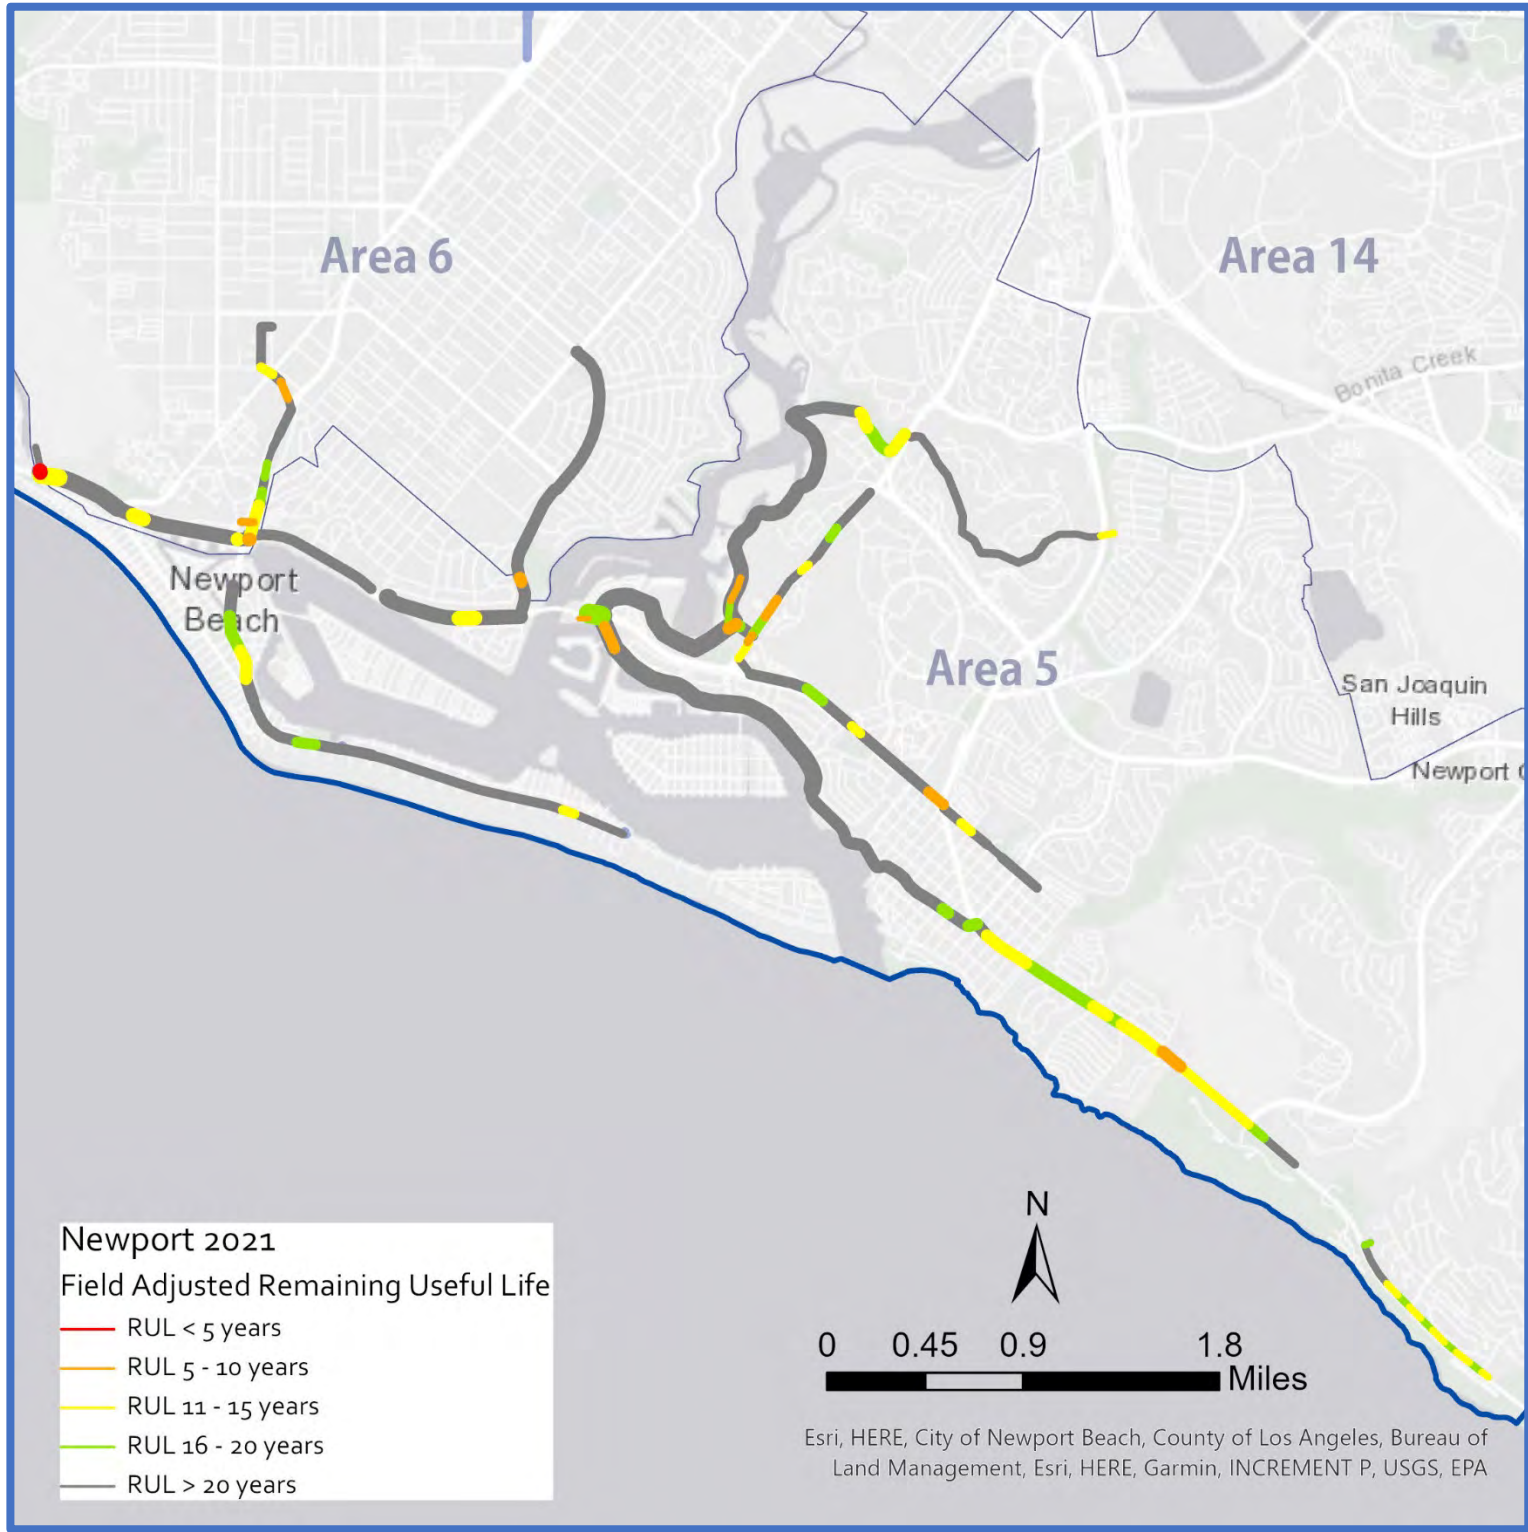 Area 6
Area 14
Bonita Creek
Newport
Beach
Area 5
San Joaquin
Hills
Newport C
N
0 0.45 0.9 1.8
Miles
Newport 2021
Field Adjusted Remaining Useful Life
RUL < 5 years
RUL 5 - 10 years
RUL 11 - 15 years
RUL 16 - 20 years
RUL > 20 years
Esri, HERE, City of Newport Beach, County of Los Angeles, Bureau of
Land Management, Esri, HERE, Garmin, INCREMENT P, USGS, EPA